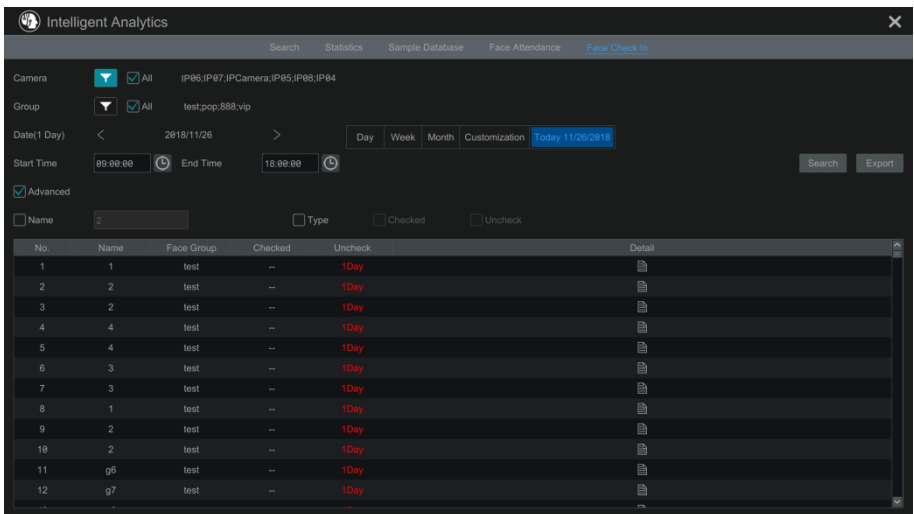 Intelligent Analytics
Search Statistics Sample Database Face Attendance Face Check In
Camera All IP06;IP07;IPCamera;IP05;IP08;IP04
Group All test;pop;888;vip
Date(1 Day) < 2018/11/26 > Day Week Month Customization Today 11/26/2018
Start Time 09:00:00 End Time 18:00:00 Search Export
Advanced
Name 2 Type Checked Uncheck
No. Name Face Group Checked Uncheck Detail
1 1 test -- 1Day
2 2 test -- 1Day
3 2 test -- 1Day
4 4 test -- 1Day
5 4 test -- 1Day
6 3 test -- 1Day
7 3 test -- 1Day
8 1 test -- 1Day
9 2 test -- 1Day
10 2 test -- 1Day
11 g6 test -- 1Day
12 g7 test -- 1Day